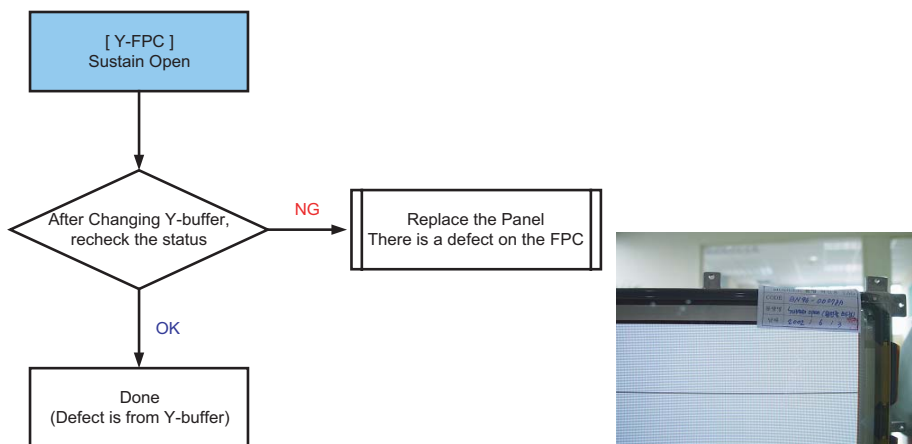 [ Y-FPC ]
Sustain Open
After Changing Y-buffer,
recheck the status
NG
Replace the Panel
There is a defect on the FPC
OK
Done
(Defect is from Y-buffer)